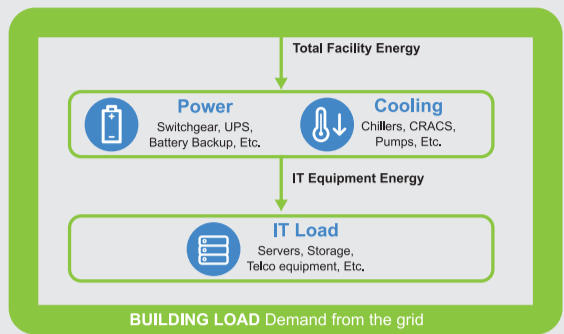 Total Facility Energy
Power
Switchgear, UPS,
Battery Backup, Etc.
Cooling
Chillers, CRACS,
Pumps, Etc.
IT Equipment Energy
IT Load
Servers, Storage,
Telco equipment, Etc.
BUILDING LOAD Demand from the grid